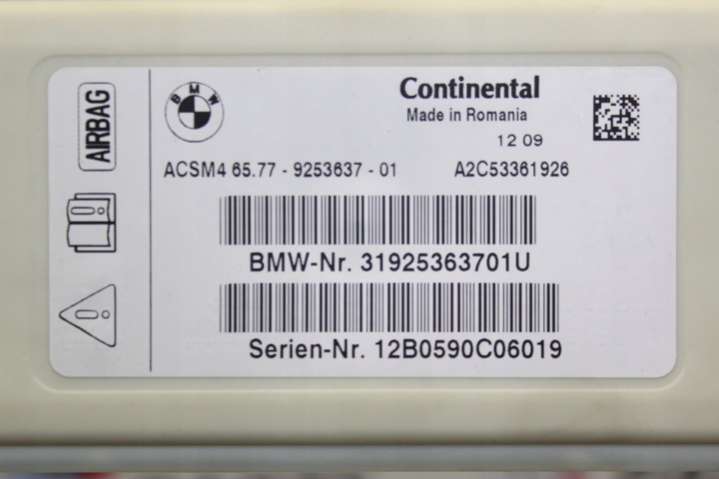 AIRBAG
BMW
Continental
Made in Romania
12 09
ACSM4 65.77 - 9253637 - 01 A2C53361926
BMW-Nr. 31925363701U
Serien-Nr. 12B0590C06019